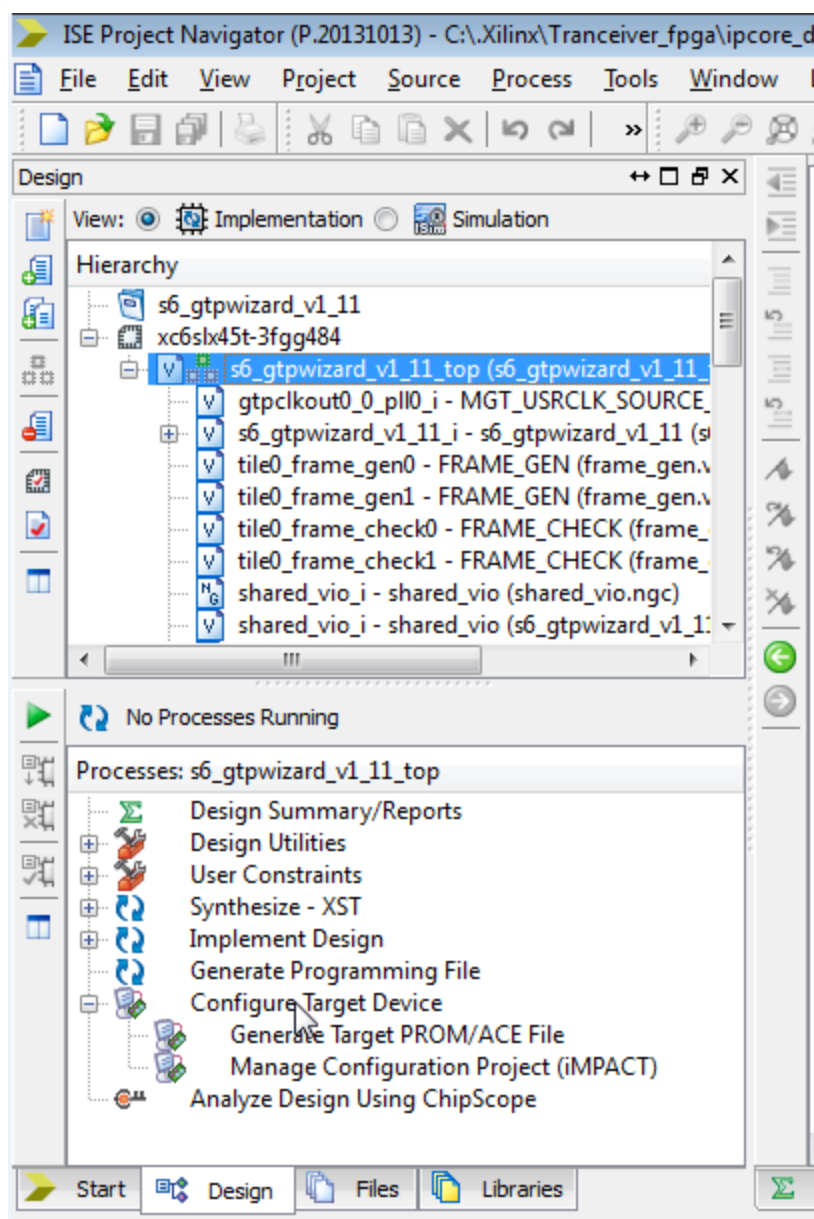 ISE Project Navigator (P.20131013) - C:\.Xilinx\Tranceiver_fpga\ipcore_d
File Edit View Project Source Process Tools Window
»
Design
View: Implementation Simulation
Hierarchy
s6_gtpwizard_v1_11
xc6slx45t-3fgg484
s6_gtpwizard_v1_11_top (s6_gtpwizard_v1_11_
gtpclkout0_0_pll0_i - MGT_USRCLK_SOURCE_
s6_gtpwizard_v1_11_i - s6_gtpwizard_v1_11 (s
tile0_frame_gen0 - FRAME_GEN (frame_gen.v
tile0_frame_gen1 - FRAME_GEN (frame_gen.v
tile0_frame_check0 - FRAME_CHECK (frame_
tile0_frame_check1 - FRAME_CHECK (frame_
shared_vio_i - shared_vio (shared_vio.ngc)
shared_vio_i - shared_vio (s6_gtpwizard_v1_11
No Processes Running
Processes: s6_gtpwizard_v1_11_top
Design Summary/Reports
Design Utilities
User Constraints
Synthesize - XST
Implement Design
Generate Programming File
Configure Target Device
Generate Target PROM/ACE File
Manage Configuration Project (iMPACT)
Analyze Design Using ChipScope
Start Design Files Libraries